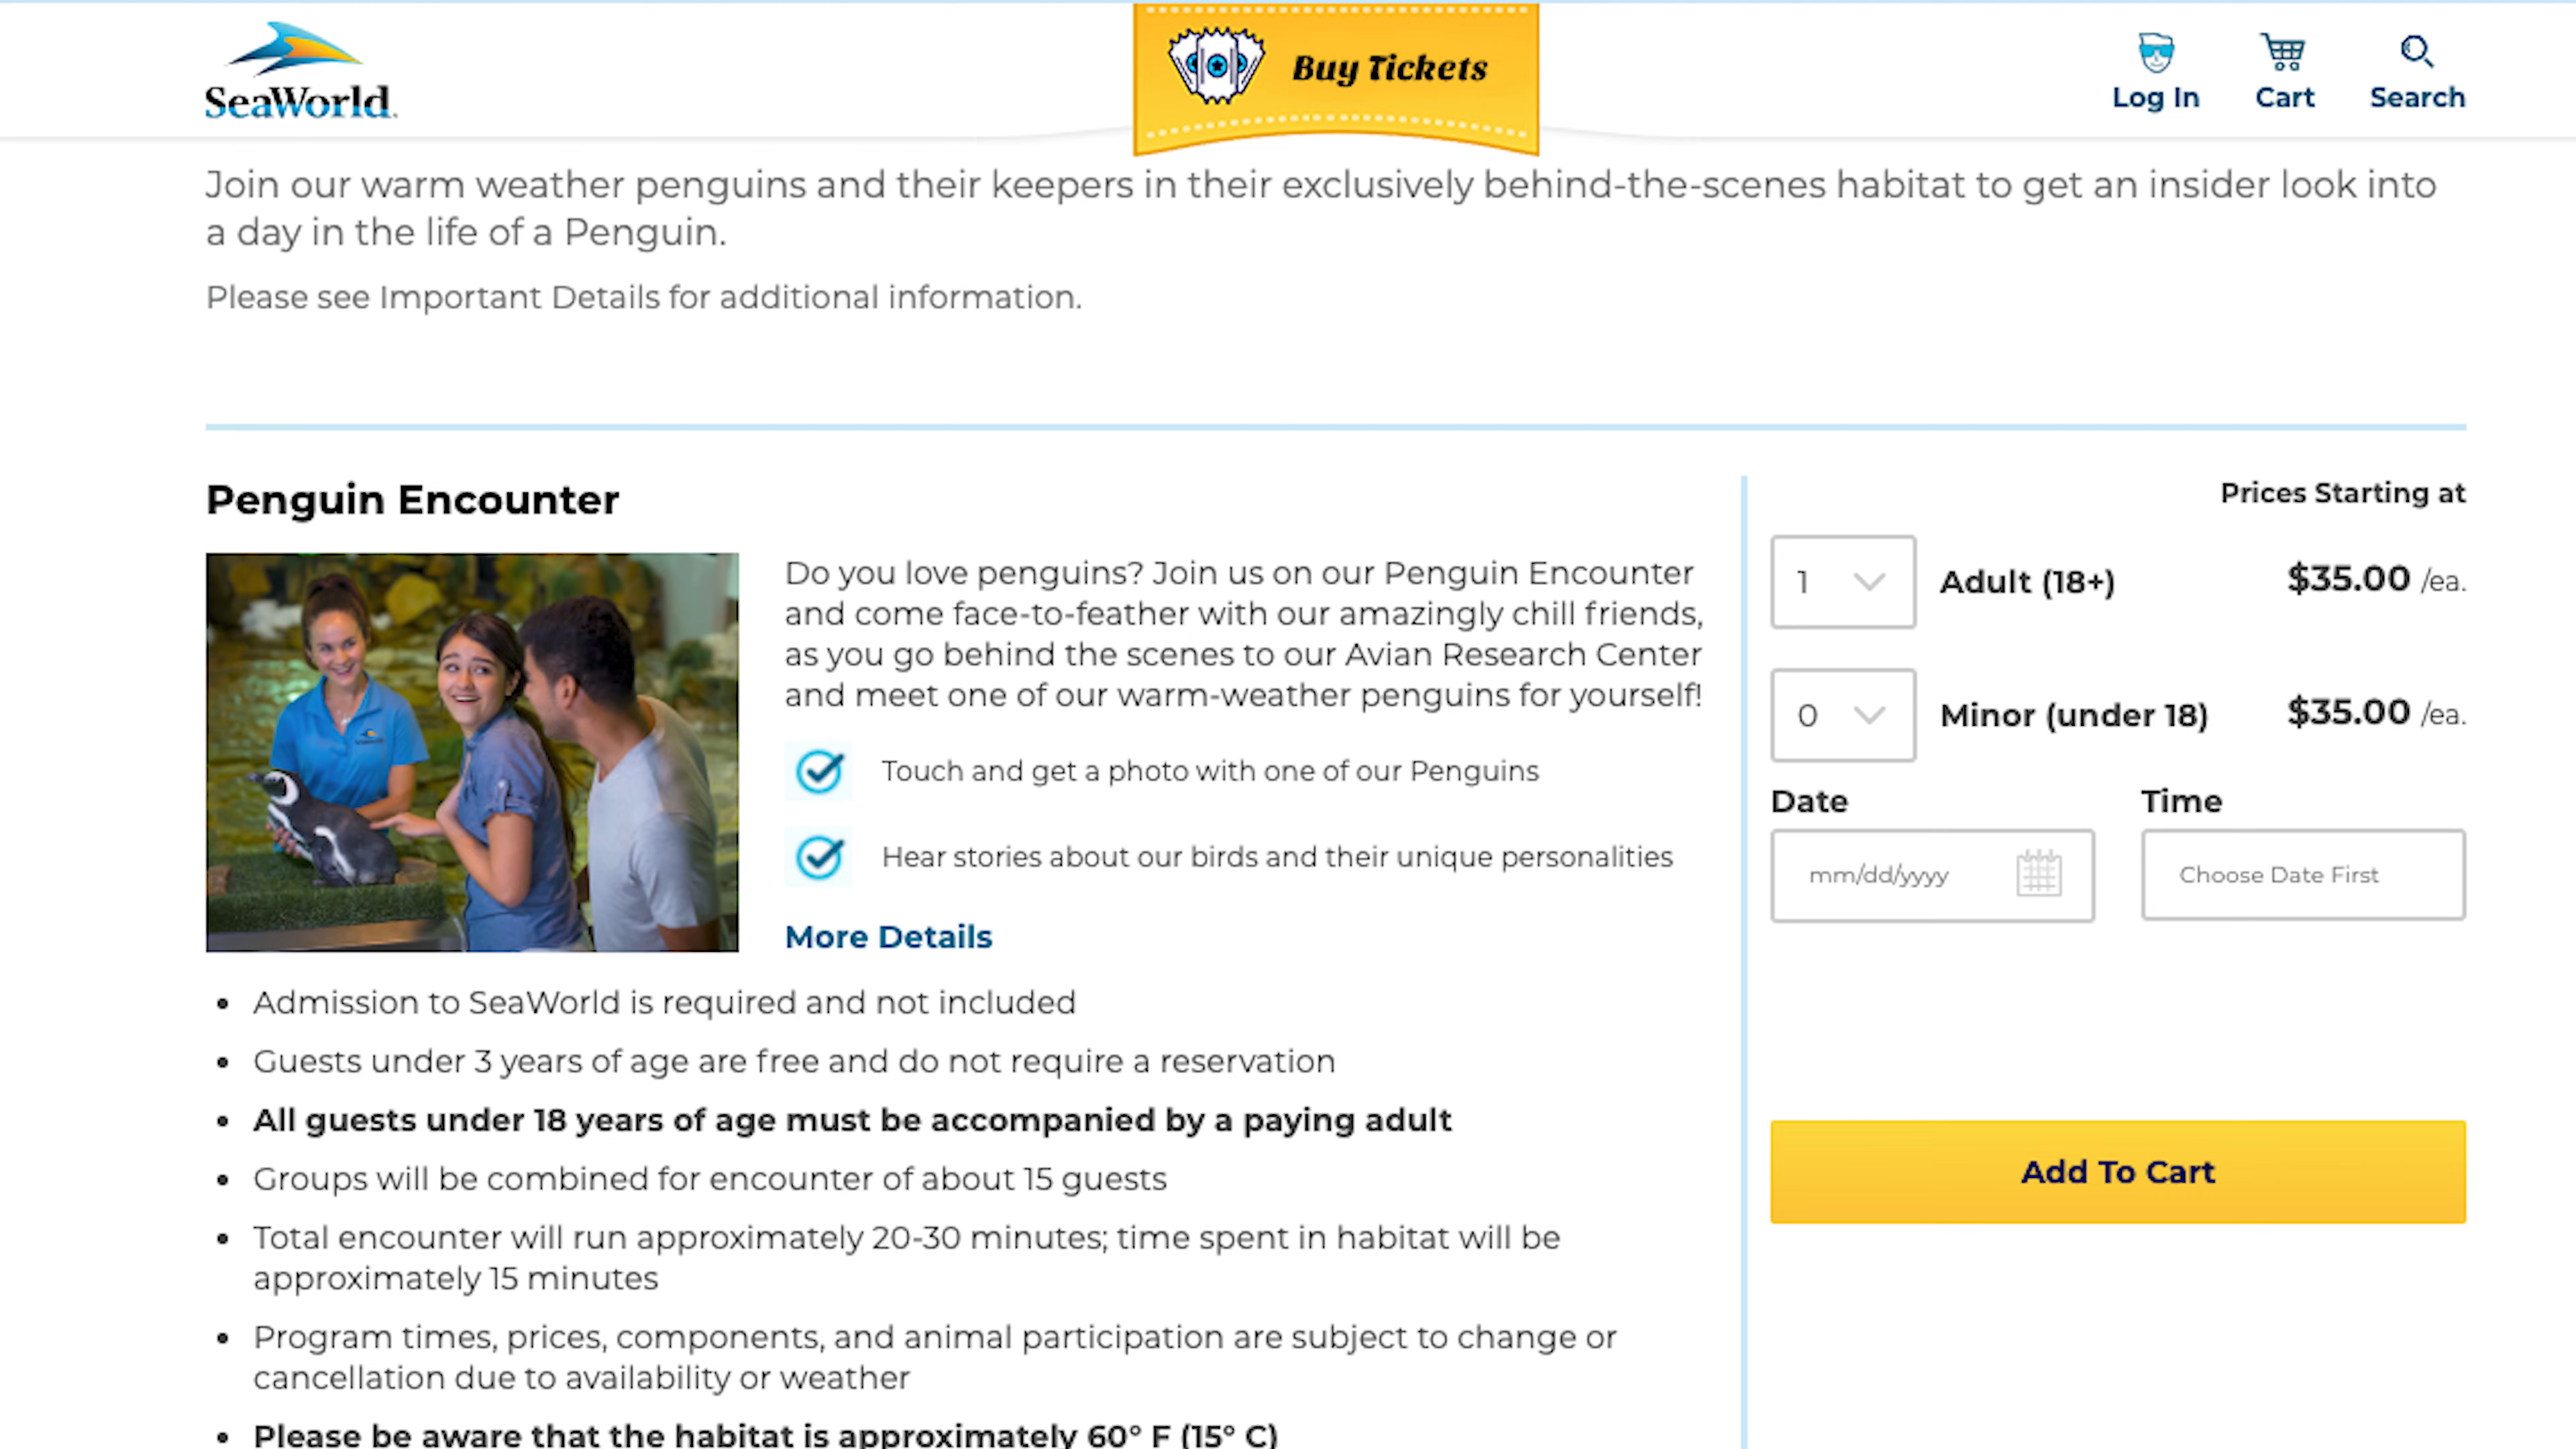 SeaWorld
Buy Tickets
Log In
Cart
Search
Join our warm weather penguins and their keepers in their exclusively behind-the-scenes habitat to get an insider look into
a day in the life of a Penguin.
Please see Important Details for additional information.
Penguin Encounter
Do you love penguins? Join us on our Penguin Encounter
and come face-to-feather with our amazingly chill friends,
as you go behind the scenes to our Avian Research Center
and meet one of our warm-weather penguins for yourself!
Touch and get a photo with one of our Penguins
Hear stories about our birds and their unique personalities
More Details
Admission to SeaWorld is required and not included
Guests under 3 years of age are free and do not require a reservation
All guests under 18 years of age must be accompanied by a paying adult
Groups will be combined for encounter of about 15 guests
Total encounter will run approximately 20-30 minutes; time spent in habitat will be
approximately 15 minutes
Program times, prices, components, and animal participation are subject to change or
cancellation due to availability or weather
Please be aware that the habitat is approximately 60° F (15° C)
Prices Starting at
1 Adult (18+) $35.00 /ea.
0 Minor (under 18) $35.00 /ea.
Date Time
mm/dd/yyyy Choose Date First
Add To Cart